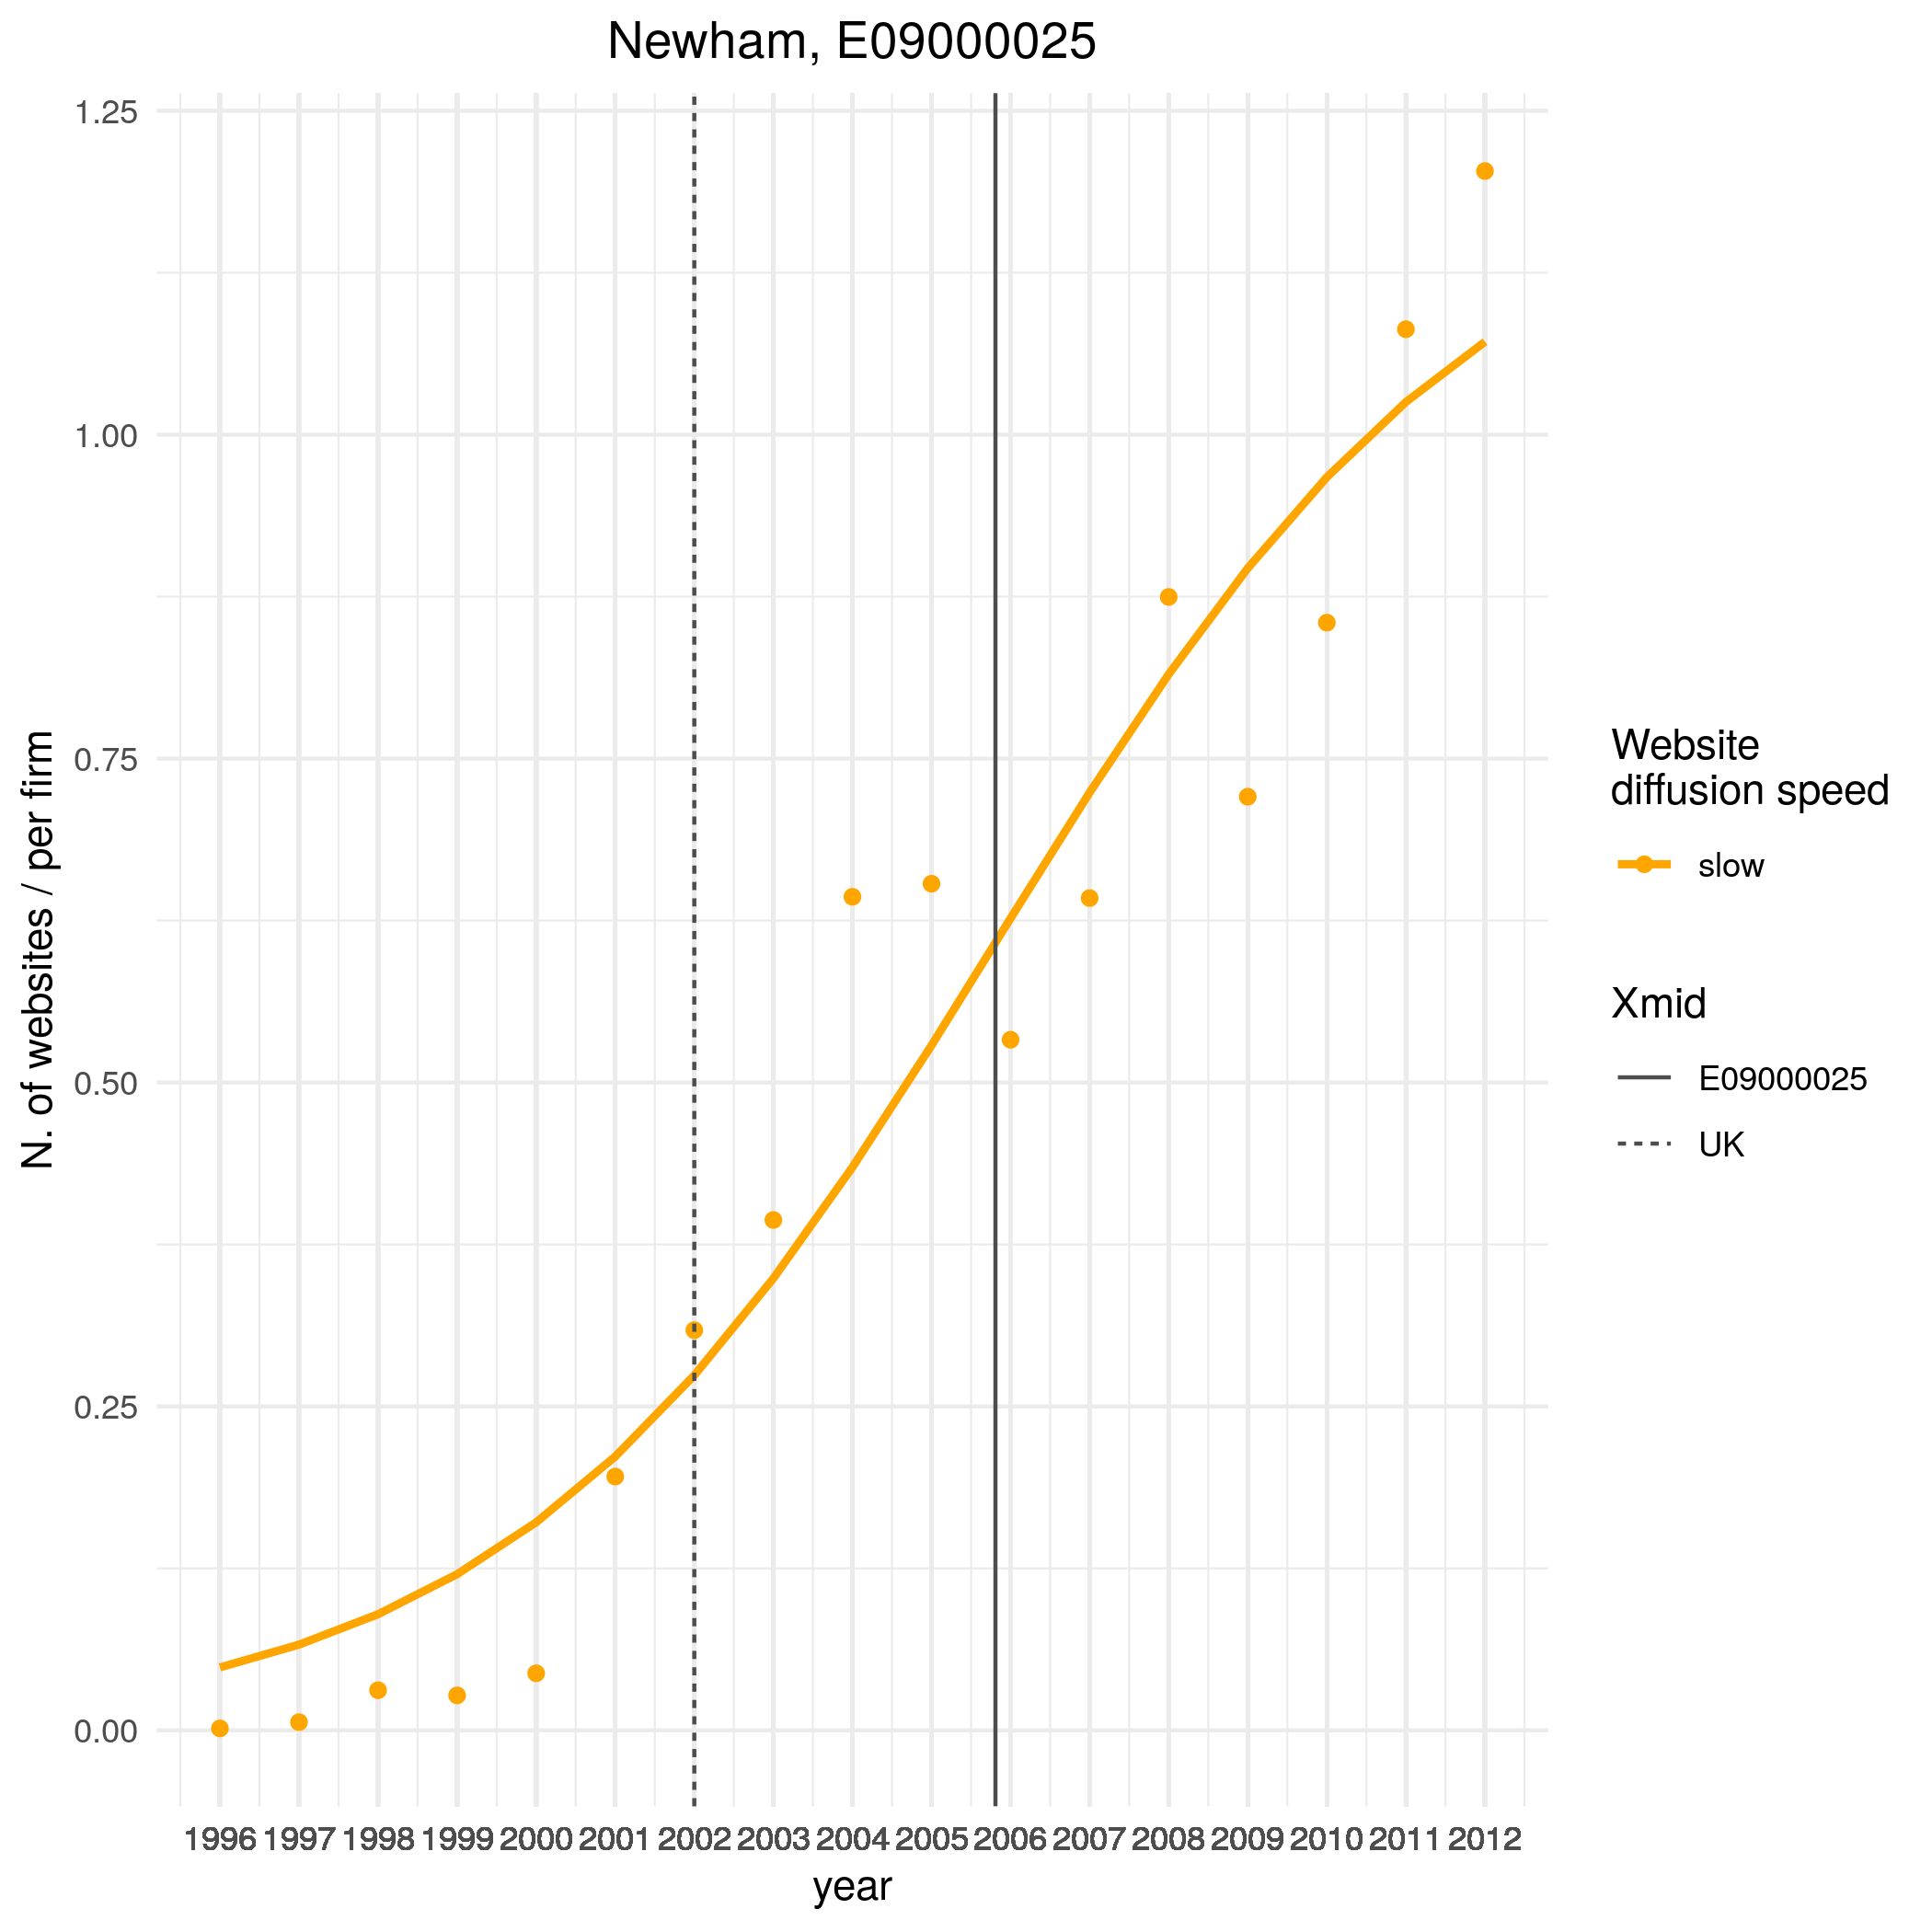 Newham, E09000025
1.25
1.00
0.75
0.50
0.25
0.00
N. of websites / per firm
1996 1997 1998 1999 2000 2001 2002 2003 2004 2005 2006 2007 2008 2009 2010 2011 2012
year
Website
diffusion speed
slow
Xmid
E09000025
UK